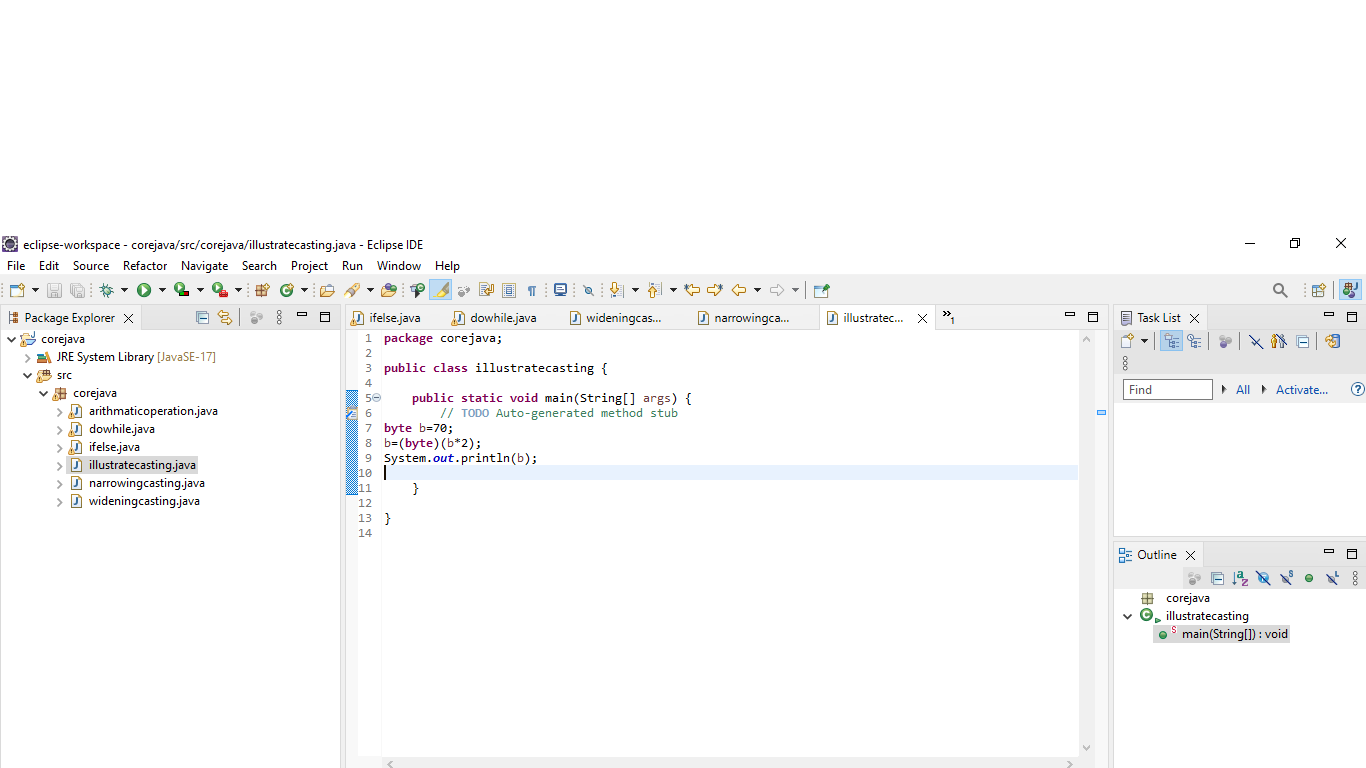 eclipse-workspace - corejava/src/corejava/illustratecasting.java - Eclipse IDE
File Edit Source Refactor Navigate Search Project Run Window Help
Package Explorer
corejava
JRE System Library [JavaSE-17]
src
corejava
arithmaticoperation.java
dowhile.java
ifelse.java
illustratecasting.java
narrowingcasting.java
wideningcasting.java
ifelse.java dowhile.java wideningcas... narrowingca... illustratec... »1
1 package corejava;
2
3 public class illustratecasting {
4
5 public static void main(String[] args) {
6 // TODO Auto-generated method stub
7 byte b=70;
8 b=(byte)(b*2);
9 System.out.println(b);
10
11 }
12
13 }
14
Task List
Find All Activate...
Outline
corejava
illustratecasting
main(String[]) : void